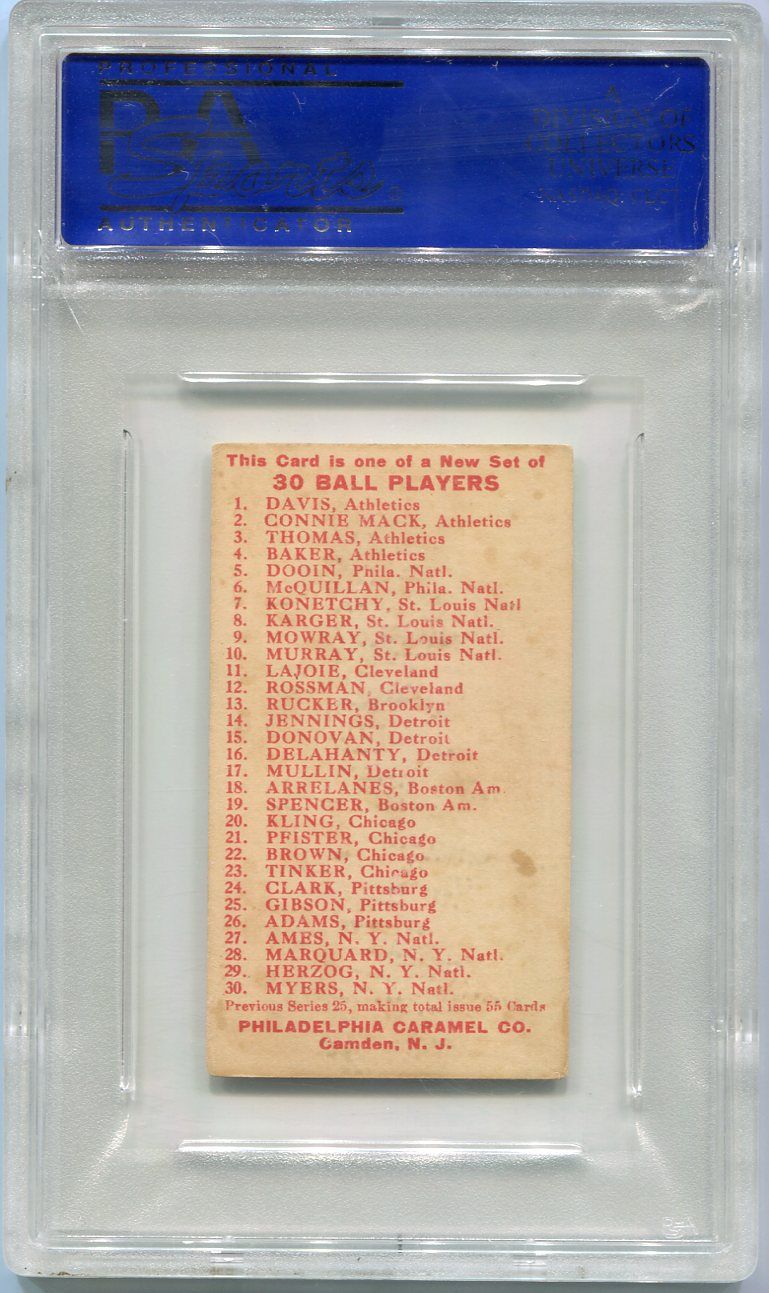 PROFESSIONAL
PSA
Sports
AUTHENTICATOR
A
DIVISION OF
COLLECTORS
UNIVERSE
NASDAQ: CLCT
This Card is one of a New Set of
30 BALL PLAYERS
1. DAVIS, Athletics
2. CONNIE MACK, Athletics
3. THOMAS, Athletics
4. BAKER, Athletics
5. DOOIN, Phila. Natl.
6. McQUILLAN, Phila. Natl.
7. KONETCHY, St. Louis Natl
8. KARGER, St. Louis Natl.
9. MOWRAY, St. Louis Natl.
10. MURRAY, St. Louis Natl.
11. LAJOIE, Cleveland
12. ROSSMAN, Cleveland
13. RUCKER, Brooklyn
14. JENNINGS, Detroit
15. DONOVAN, Detroit
16. DELAHANTY, Detroit
17. MULLIN, Detroit
18. ARRELANES, Boston Am.
19. SPENCER, Boston Am.
20. KLING, Chicago
21. PFISTER, Chicago
22. BROWN, Chicago
23. TINKER, Chicago
24. CLARK, Pittsburg
25. GIBSON, Pittsburg
26. ADAMS, Pittsburg
27. AMES, N. Y. Natl.
28. MARQUARD, N. Y. Natl.
29. HERZOG, N. Y. Natl.
30. MYERS, N. Y. Natl.
Previous Series 25, making total issue 55 Cards
PHILADELPHIA CARAMEL CO.
Camden, N. J.
PSA